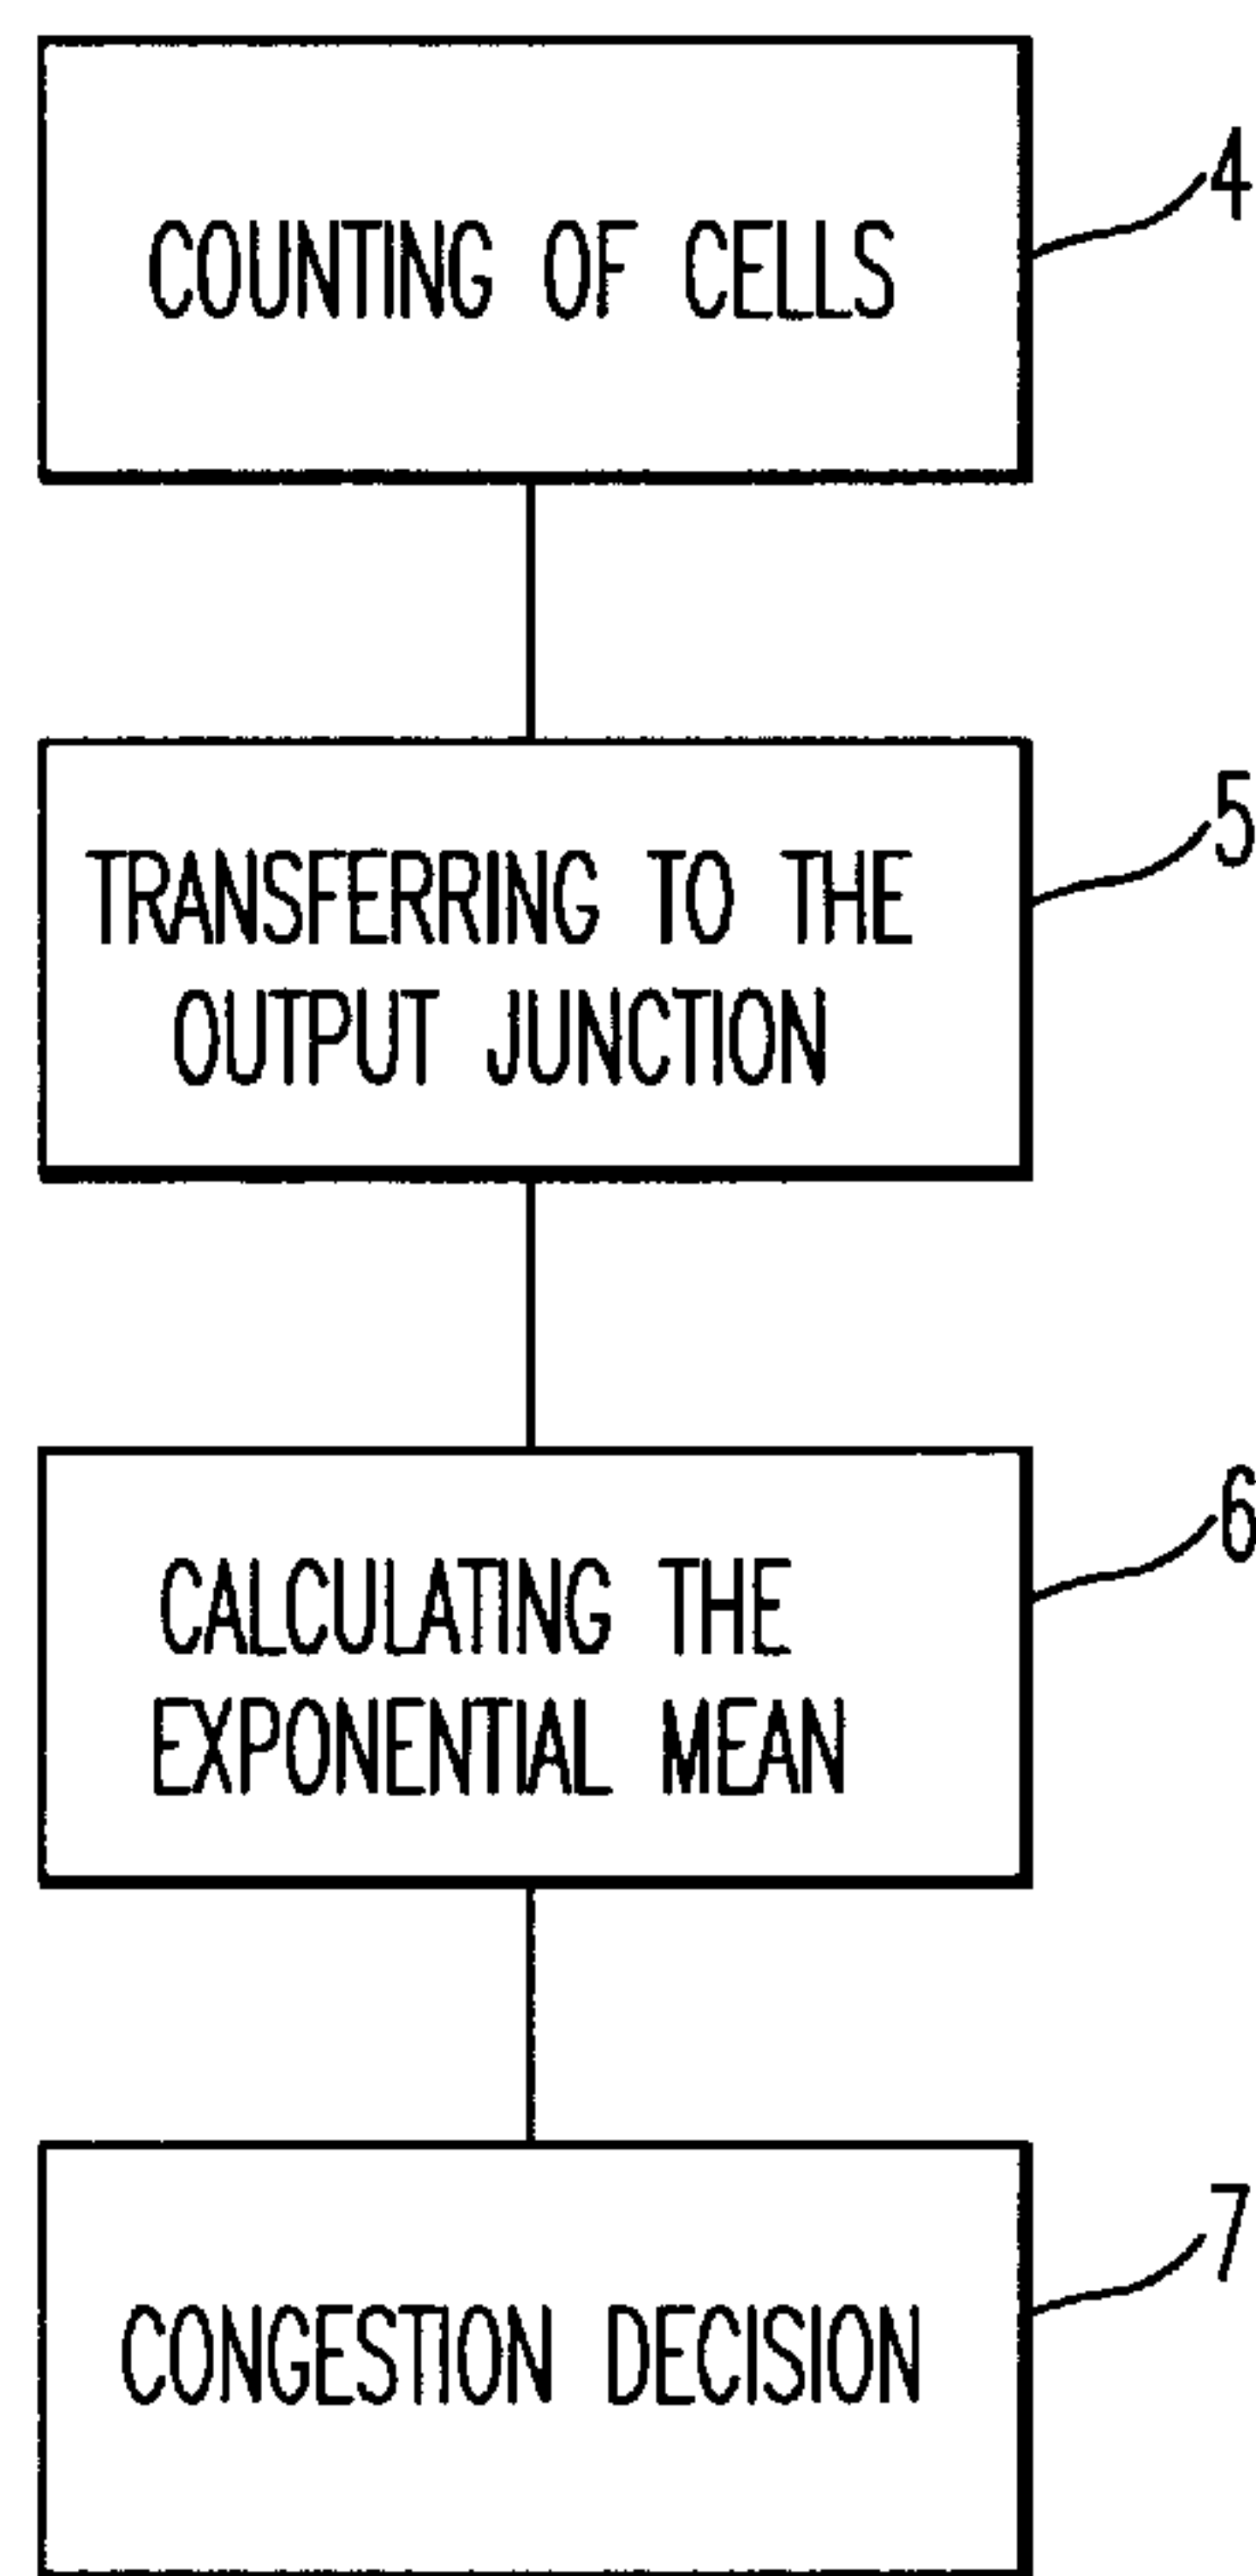 COUNTING OF CELLS
4
TRANSFERRING TO THE
OUTPUT JUNCTION
5
CALCULATING THE
EXPONENTIAL MEAN
6
CONGESTION DECISION
7